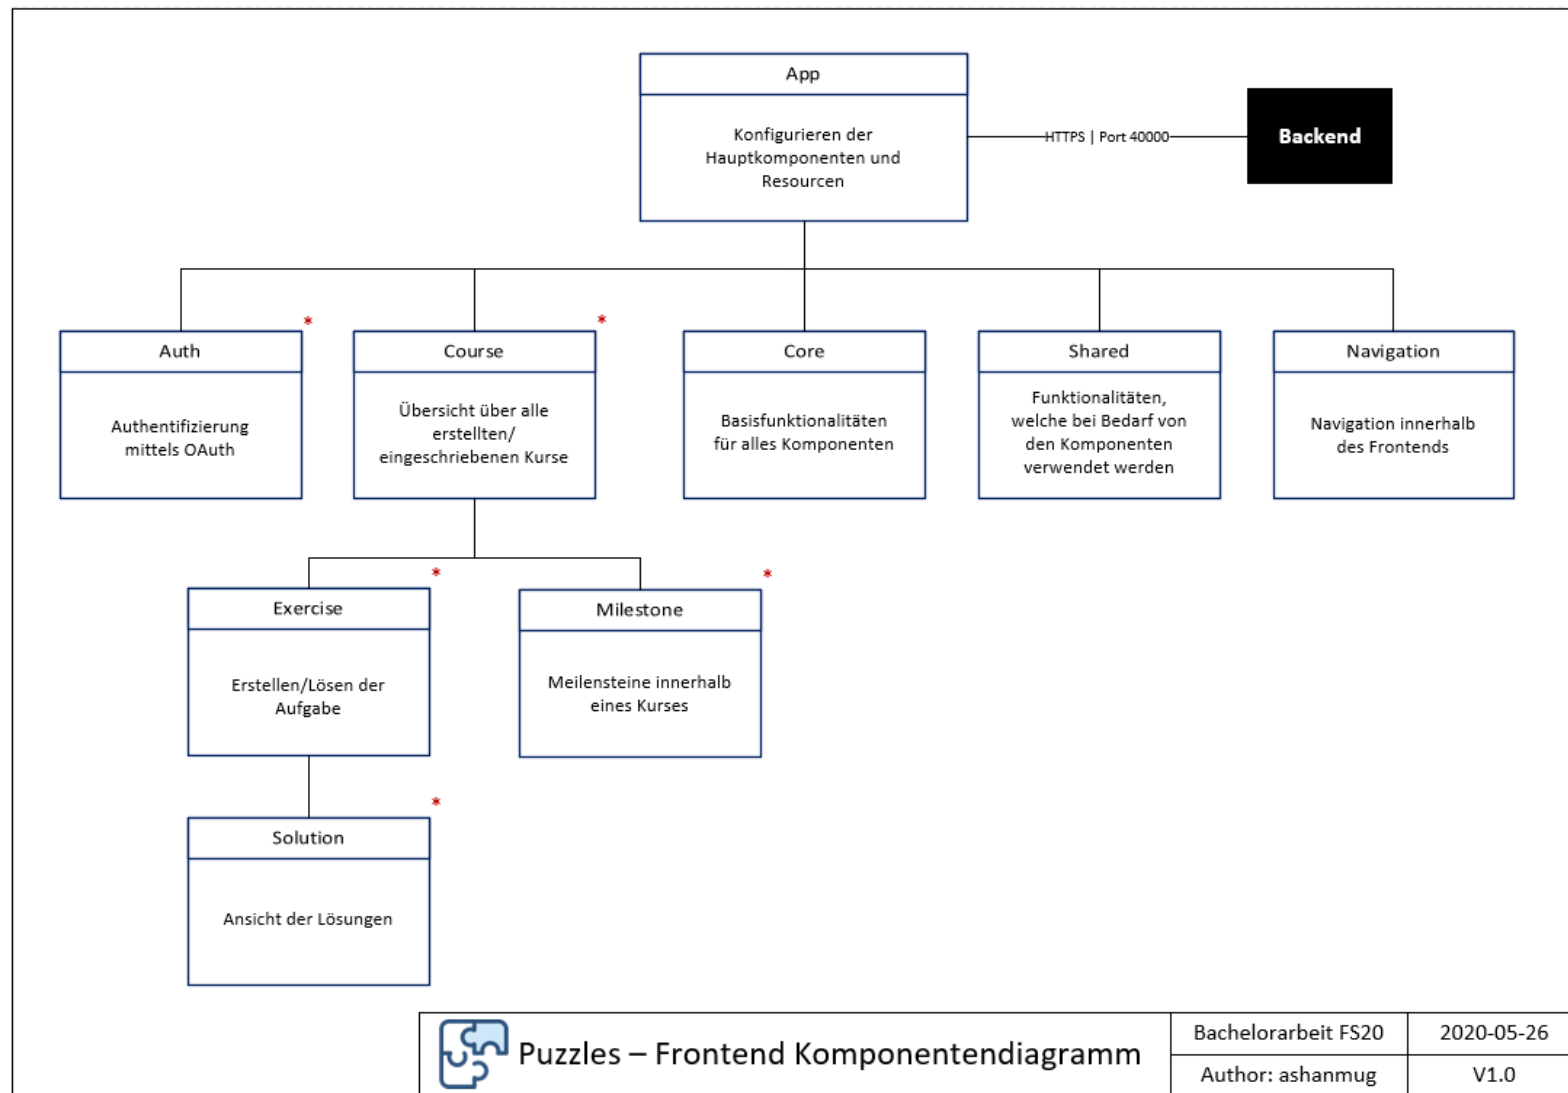 App
Konfigurieren der
Hauptkomponenten und
Resourcen
HTTPS | Port 40000
Backend
*
*
Auth
Authentifizierung
mittels OAuth
Course
Übersicht über alle
erstellten/
eingeschriebenen Kurse
Core
Basisfunktionalitäten
für alles Komponenten
Shared
Funktionalitäten,
welche bei Bedarf von
den Komponenten
verwendet werden
Navigation
Navigation innerhalb
des Frontends
*
*
Exercise
Erstellen/Lösen der
Aufgabe
Milestone
Meilensteine innerhalb
eines Kurses
*
Solution
Ansicht der Lösungen
Puzzles – Frontend Komponentendiagramm
Bachelorarbeit FS20
2020-05-26
Author: ashanmug
V1.0